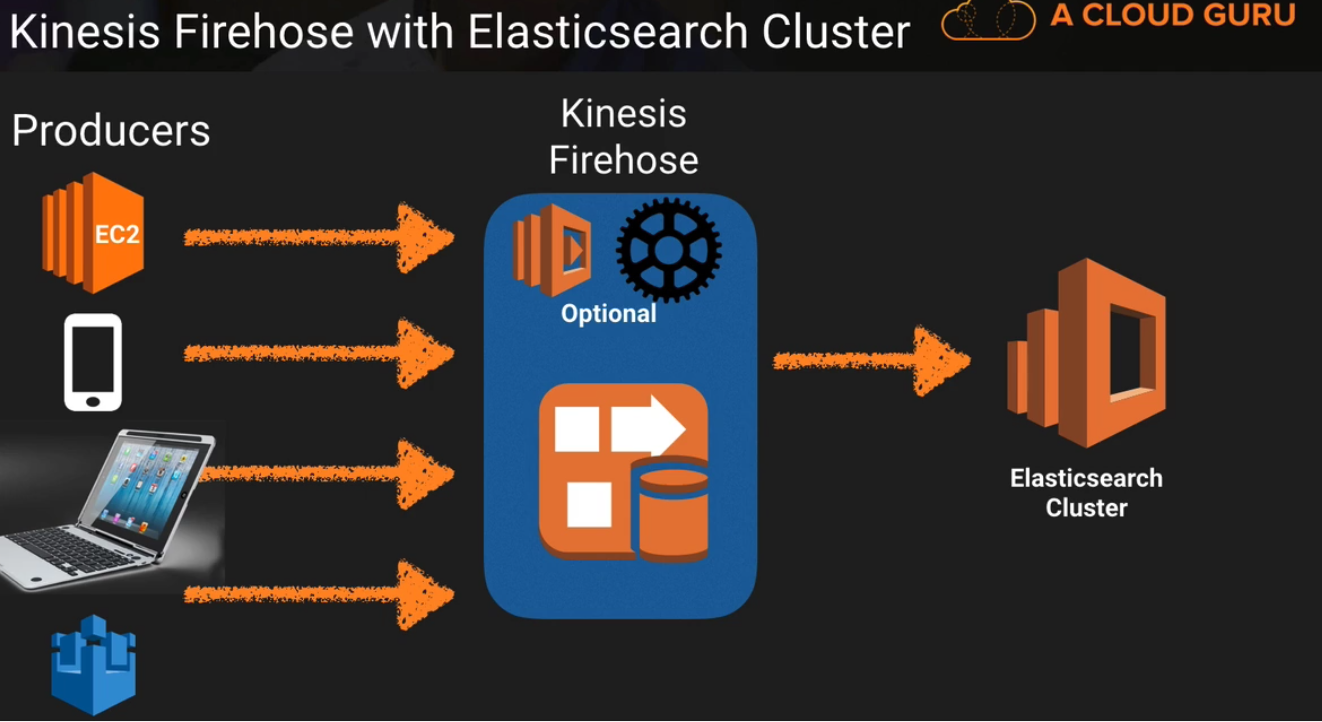 Kinesis Firehose with Elasticsearch Cluster
A CLOUD GURU
Producers
Kinesis
Firehose
EC2
Optional
Elasticsearch
Cluster